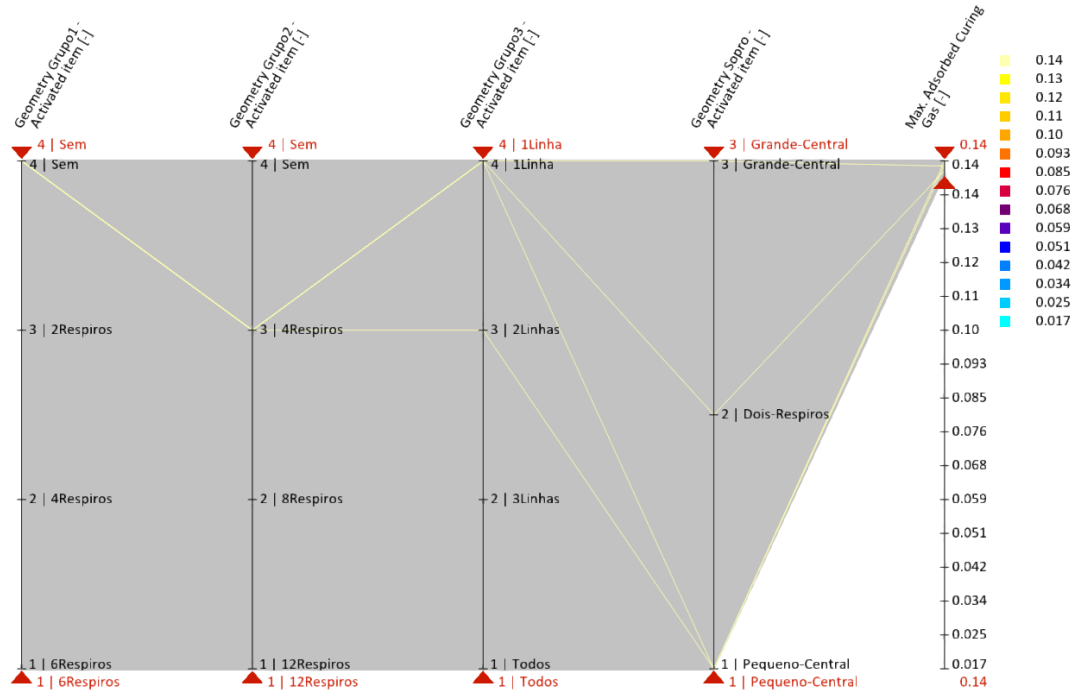 Geometry Grupo1 -
Activated item [-]
Geometry Grupo2 -
Activated item [-]
Geometry Grupo3 -
Activated item [-]
Geometry Sopro -
Activated item [-]
Max. Adsorbed Curing
Gas [-]
4 | Sem
4 | Sem
3 | 2Respiros
2 | 4Respiros
1 | 6Respiros
1 | 6Respiros
4 | Sem
4 | Sem
3 | 4Respiros
2 | 8Respiros
1 | 12Respiros
1 | 12Respiros
4 | 1Linha
4 | 1Linha
3 | 2Linhas
2 | 3Linhas
1 | Todos
1 | Todos
3 | Grande-Central
3 | Grande-Central
2 | Dois-Respiros
1 | Pequeno-Central
1 | Pequeno-Central
0.14
0.14
0.14
0.13
0.12
0.11
0.10
0.093
0.085
0.076
0.068
0.059
0.051
0.042
0.034
0.025
0.017
0.14
0.14
0.13
0.12
0.11
0.10
0.093
0.085
0.076
0.068
0.059
0.051
0.042
0.034
0.025
0.017